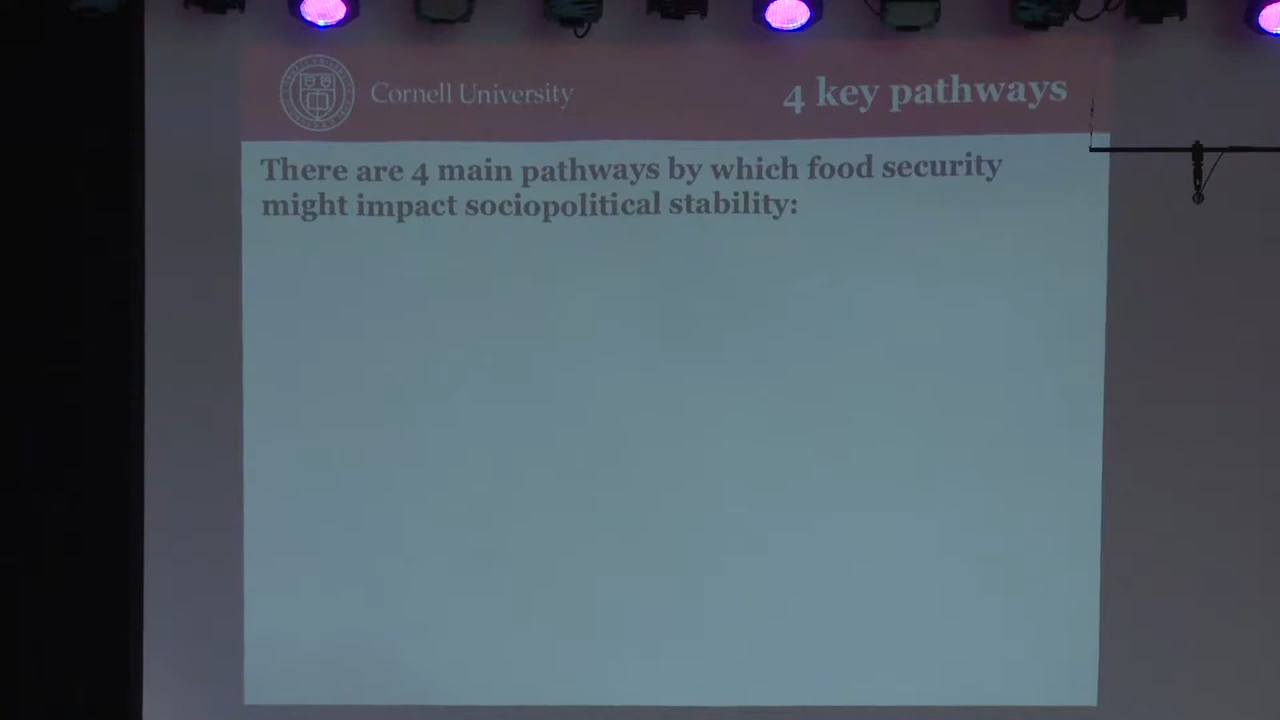 Cornell University
4 key pathways
There are 4 main pathways by which food security
might impact sociopolitical stability: